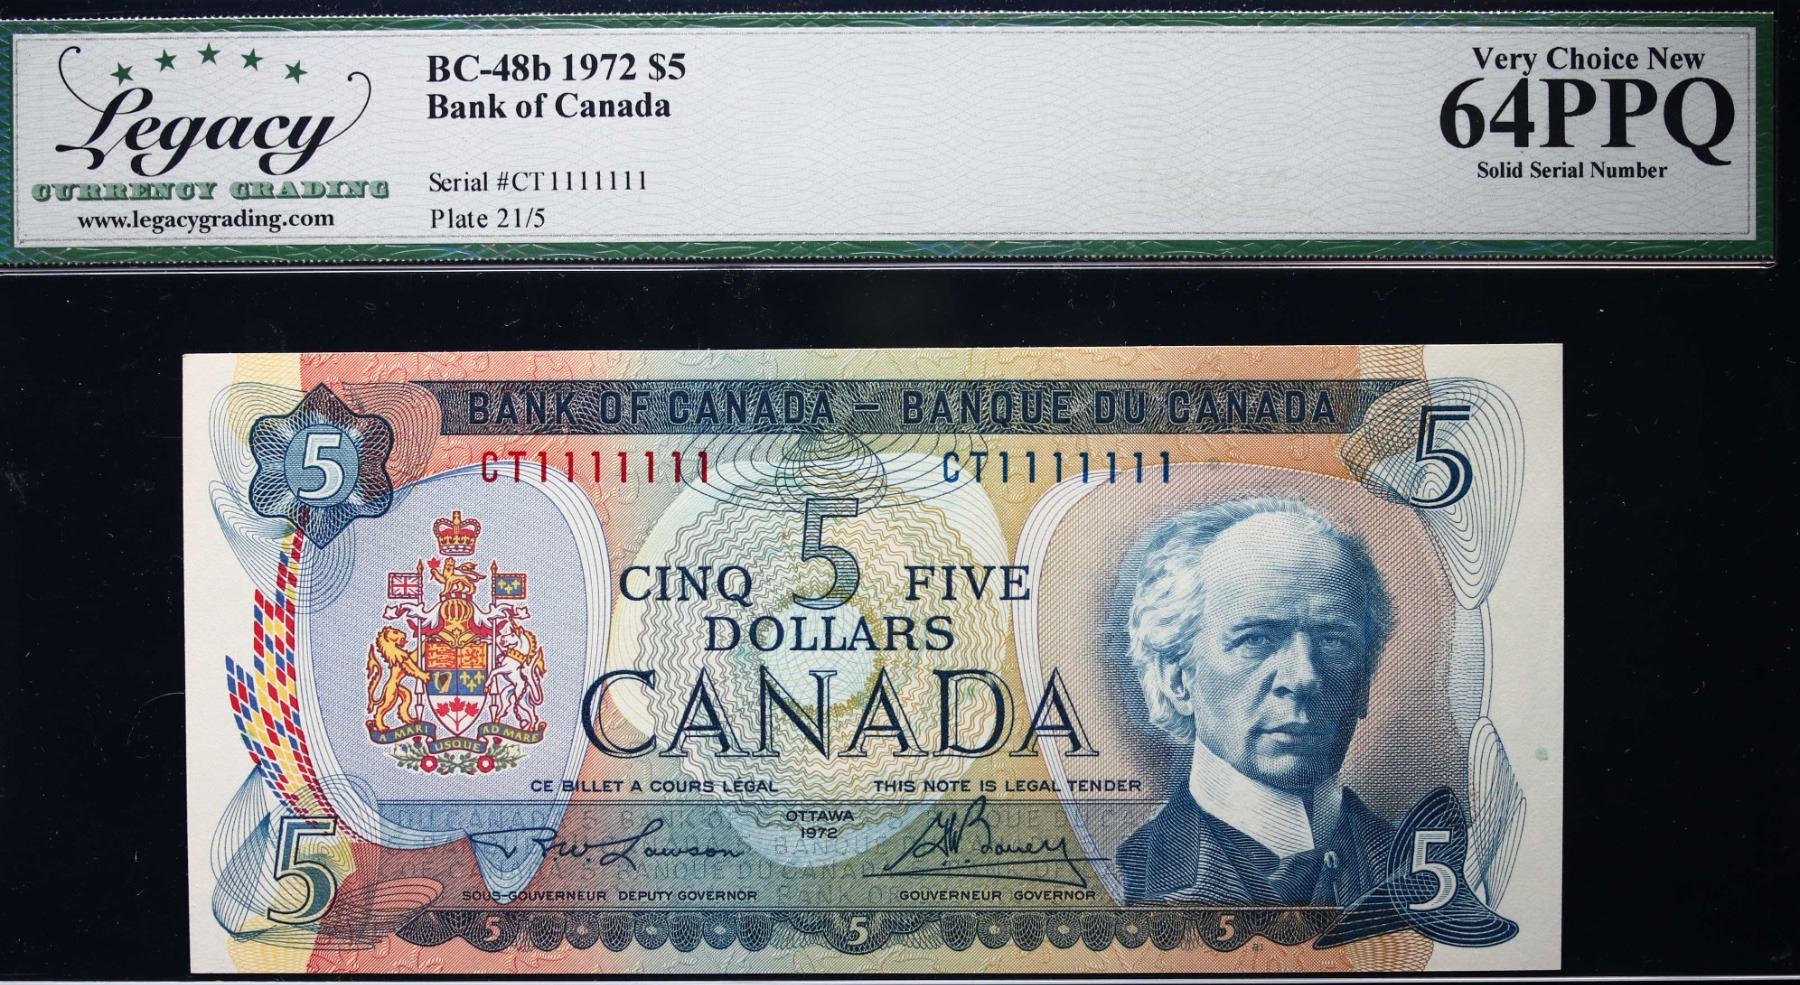 Legacy
CURRENCY GRADING
www.legacygrading.com
BC-48b 1972 $5
Bank of Canada
Serial #CT1111111
Plate 21/5
Very Choice New
64PPQ
Solid Serial Number
BANK OF CANADA – BANQUE DU CANADA
5
5
CT1111111
CT1111111
5
CINQ FIVE
DOLLARS
CANADA
A MARI USQUE AD MARE
CE BILLET A COURS LÉGAL
THIS NOTE IS LEGAL TENDER
OTTAWA
1972
R.W. Lawson
G.K. Bouey
SOUS-GOUVERNEUR DEPUTY GOVERNOR
GOUVERNEUR GOVERNOR
5
5
5
5
5